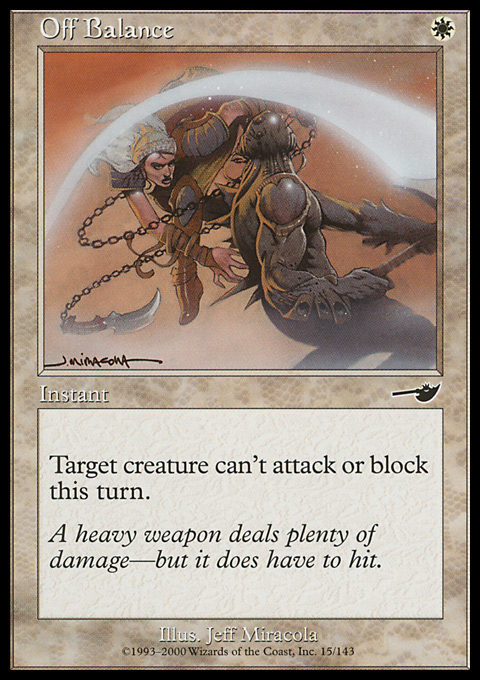 Off Balance
J. MIRACOLA
Instant
Target creature can't attack or block
this turn.
A heavy weapon deals plenty of
damage—but it does have to hit.
Illus. Jeff Miracola
©1993–2000 Wizards of the Coast, Inc. 15/143